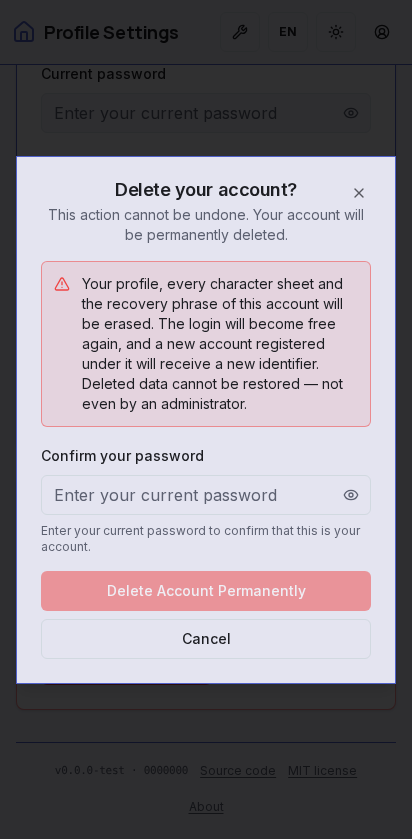 Profile Settings
EN
Current password
Enter your current password
Delete your account?
This action cannot be undone. Your account will
be permanently deleted.
Your profile, every character sheet and
the recovery phrase of this account will
be erased. The login will become free
again, and a new account registered
under it will receive a new identifier.
Deleted data cannot be restored — not
even by an administrator.
Confirm your password
Enter your current password
Enter your current password to confirm that this is your
account.
Delete Account Permanently
Cancel
v0.0.0-test · 0000000 Source code MIT license
About